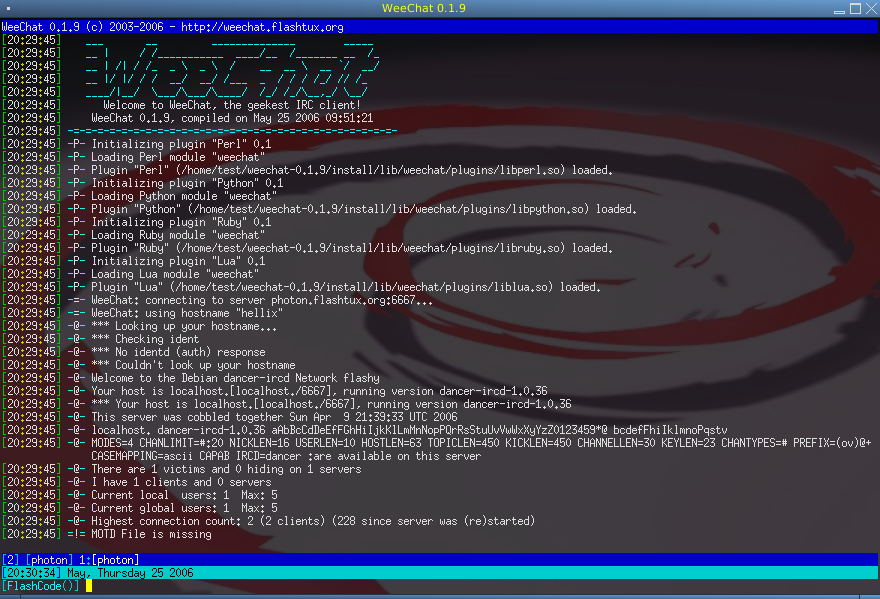 WeeChat 0.1.9
WeeChat 0.1.9 (c) 2003-2006 - http://weechat.flashtux.org
[20:29:45]
[20:29:45]
[20:29:45]
[20:29:45]
[20:29:45]
[20:29:45] Welcome to WeeChat, the geekest IRC client!
[20:29:45] WeeChat 0.1.9, compiled on May 25 2006 09:51:21
[20:29:45] -------------------------------------------------------
[20:29:45] -P- Initializing plugin "Perl" 0.1
[20:29:45] -P- Loading Perl module "weechat"
[20:29:45] -P- Plugin "Perl" (/home/test/weechat-0.1.9/install/lib/weechat/plugins/libperl.so) loaded.
[20:29:45] -P- Initializing plugin "Python" 0.1
[20:29:45] -P- Loading Python module "weechat"
[20:29:45] -P- Plugin "Python" (/home/test/weechat-0.1.9/install/lib/weechat/plugins/libpython.so) loaded.
[20:29:45] -P- Initializing plugin "Ruby" 0.1
[20:29:45] -P- Loading Ruby module "weechat"
[20:29:45] -P- Plugin "Ruby" (/home/test/weechat-0.1.9/install/lib/weechat/plugins/libruby.so) loaded.
[20:29:45] -P- Initializing plugin "Lua" 0.1
[20:29:45] -P- Loading Lua module "weechat"
[20:29:45] -P- Plugin "Lua" (/home/test/weechat-0.1.9/install/lib/weechat/plugins/liblua.so) loaded.
[20:29:45] -=- WeeChat: connecting to server photon.flashtux.org:6667...
[20:29:45] -=- WeeChat: using hostname "hellix"
[20:29:45] -@- *** Looking up your hostname...
[20:29:45] -@- *** Checking ident
[20:29:45] -@- *** No identd (auth) response
[20:29:45] -@- *** Couldn't look up your hostname
[20:29:45] -@- Welcome to the Debian dancer-ircd Network flashy
[20:29:45] -@- Your host is localhost.[localhost./6667], running version dancer-ircd-1.0.36
[20:29:45] -@- *** Your host is localhost.[localhost./6667], running version dancer-ircd-1.0.36
[20:29:45] -@- This server was cobbled together Sun Apr  9 21:39:33 UTC 2006
[20:29:45] -@- localhost. dancer-ircd-1.0.36 aAbBcCdDeEfFGhHiIjkKlLmMnNopPQrRsStuUvVwWxXyYzZ0123459*@ bcdefFhiIklmnoPqstv
[20:29:45] -@- MODES=4 CHANLIMIT=#:20 NICKLEN=16 USERLEN=10 HOSTLEN=63 TOPICLEN=450 KICKLEN=450 CHANNELLEN=30 KEYLEN=23 CHANTYPES=# PREFIX=(ov)@+
CASEMAPPING=ascii CAPAB IRCD=dancer :are available on this server
[20:29:45] -@- There are 1 victims and 0 hiding on 1 servers
[20:29:45] -@- I have 1 clients and 0 servers
[20:29:45] -@- Current local  users: 1  Max: 5
[20:29:45] -@- Current global users: 1  Max: 5
[20:29:45] -@- Highest connection count: 2 (2 clients) (228 since server was (re)started)
[20:29:45] =!= MOTD File is missing
[2] [photon] 1:[photon]
[20:30:34] May, Thursday 25 2006
[FlashCode()]